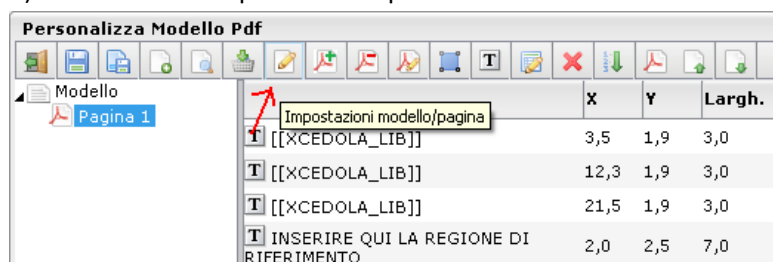 Personalizza Modello Pdf
T
Modello
Pagina 1
X Y Largh.
Impostazioni modello/pagina
T [[XCEDOLA_LIB]] 3,5 1,9 3,0
T [[XCEDOLA_LIB]] 12,3 1,9 3,0
T [[XCEDOLA_LIB]] 21,5 1,9 3,0
T INSERIRE QUI LA REGIONE DI 2,0 2,5 7,0
RIFERIMENTO